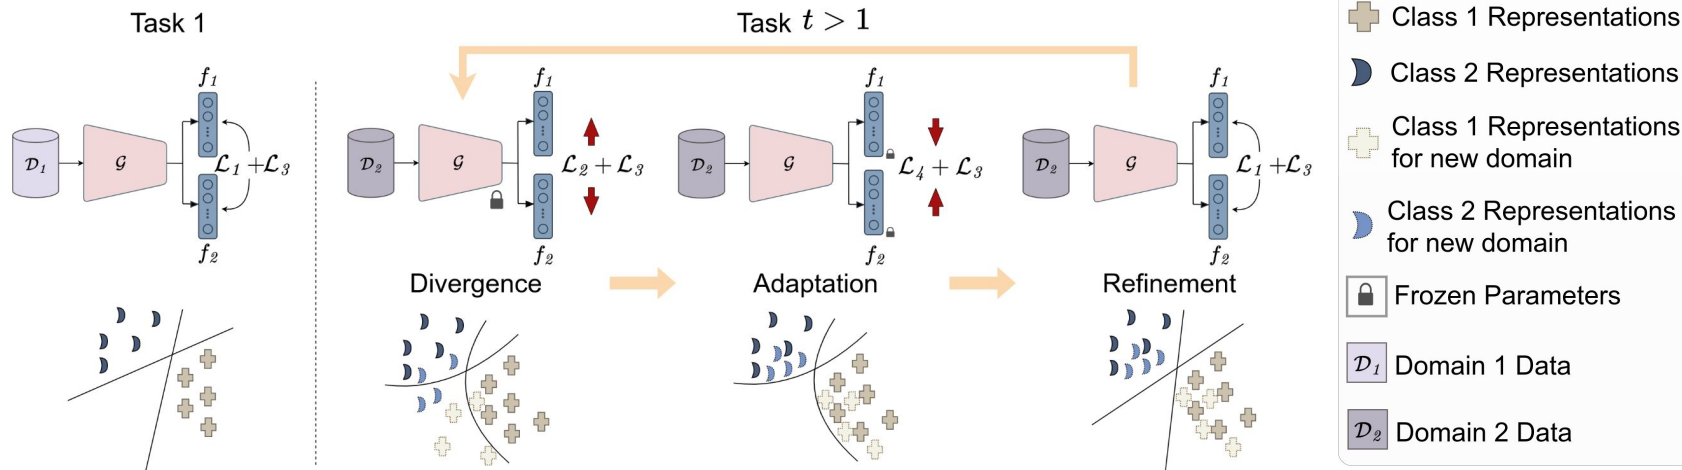 Task 1
Task t > 1
f1
f1
f1
f1
D1
G
L1 +L3
D2
G
L2 + L3
D2
G
L4 + L3
D2
G
L1 +L3
f2
f2
f2
f2
Divergence
Adaptation
Refinement
Class 1 Representations
Class 2 Representations
Class 1 Representations
for new domain
Class 2 Representations
for new domain
Frozen Parameters
D1 Domain 1 Data
D2 Domain 2 Data